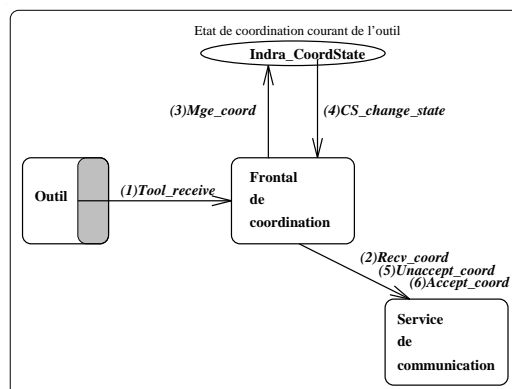 Etat de coordination courant de l'outil
Indra_CoordState
(3)Mge_coord
(4)CS_change_state
Outil
(1)Tool_receive
Frontal
de
coordination
(2)Recv_coord
(5)Unaccept_coord
(6)Accept_coord
Service
de
communication